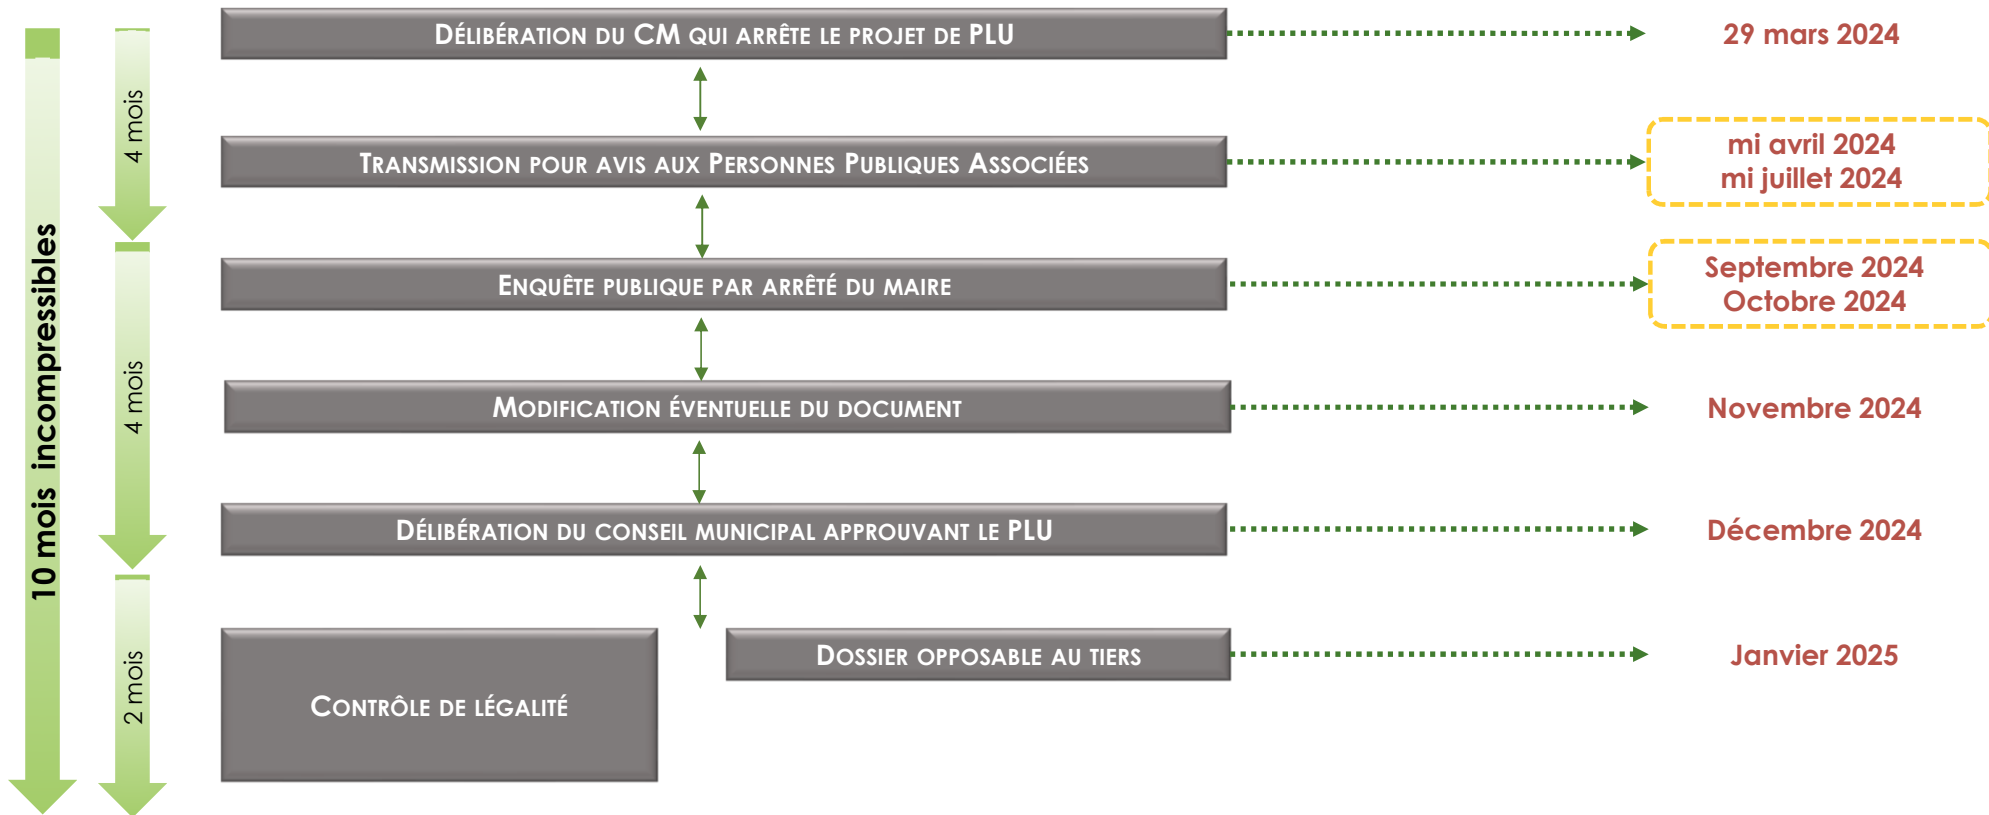 10 mois incompressibles
4 mois
4 mois
2 mois
DÉLIBÉRATION DU CM QUI ARRÊTE LE PROJET DE PLU
29 mars 2024
TRANSMISSION POUR AVIS AUX PERSONNES PUBLIQUES ASSOCIÉES
mi avril 2024
mi juillet 2024
ENQUÊTE PUBLIQUE PAR ARRÊTÉ DU MAIRE
Septembre 2024
Octobre 2024
MODIFICATION ÉVENTUELLE DU DOCUMENT
Novembre 2024
DÉLIBÉRATION DU CONSEIL MUNICIPAL APPROUVANT LE PLU
Décembre 2024
DOSSIER OPPOSABLE AU TIERS
Janvier 2025
CONTRÔLE DE LÉGALITÉ